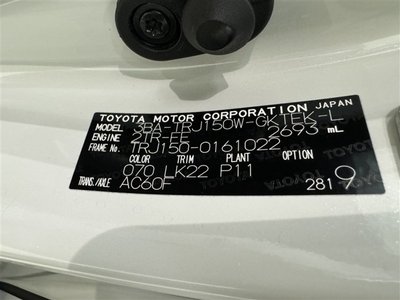 TOYOTA MOTOR CORPORATION JAPAN
MODEL 3BA-TRJ150W-GKTEK-L
ENGINE 2TR-FE 2693 mL
FRAME No. TRJ150-0161022
COLOR TRIM PLANT OPTION
070 LK22 P11
TRANS./AXLE AC60F 281 9